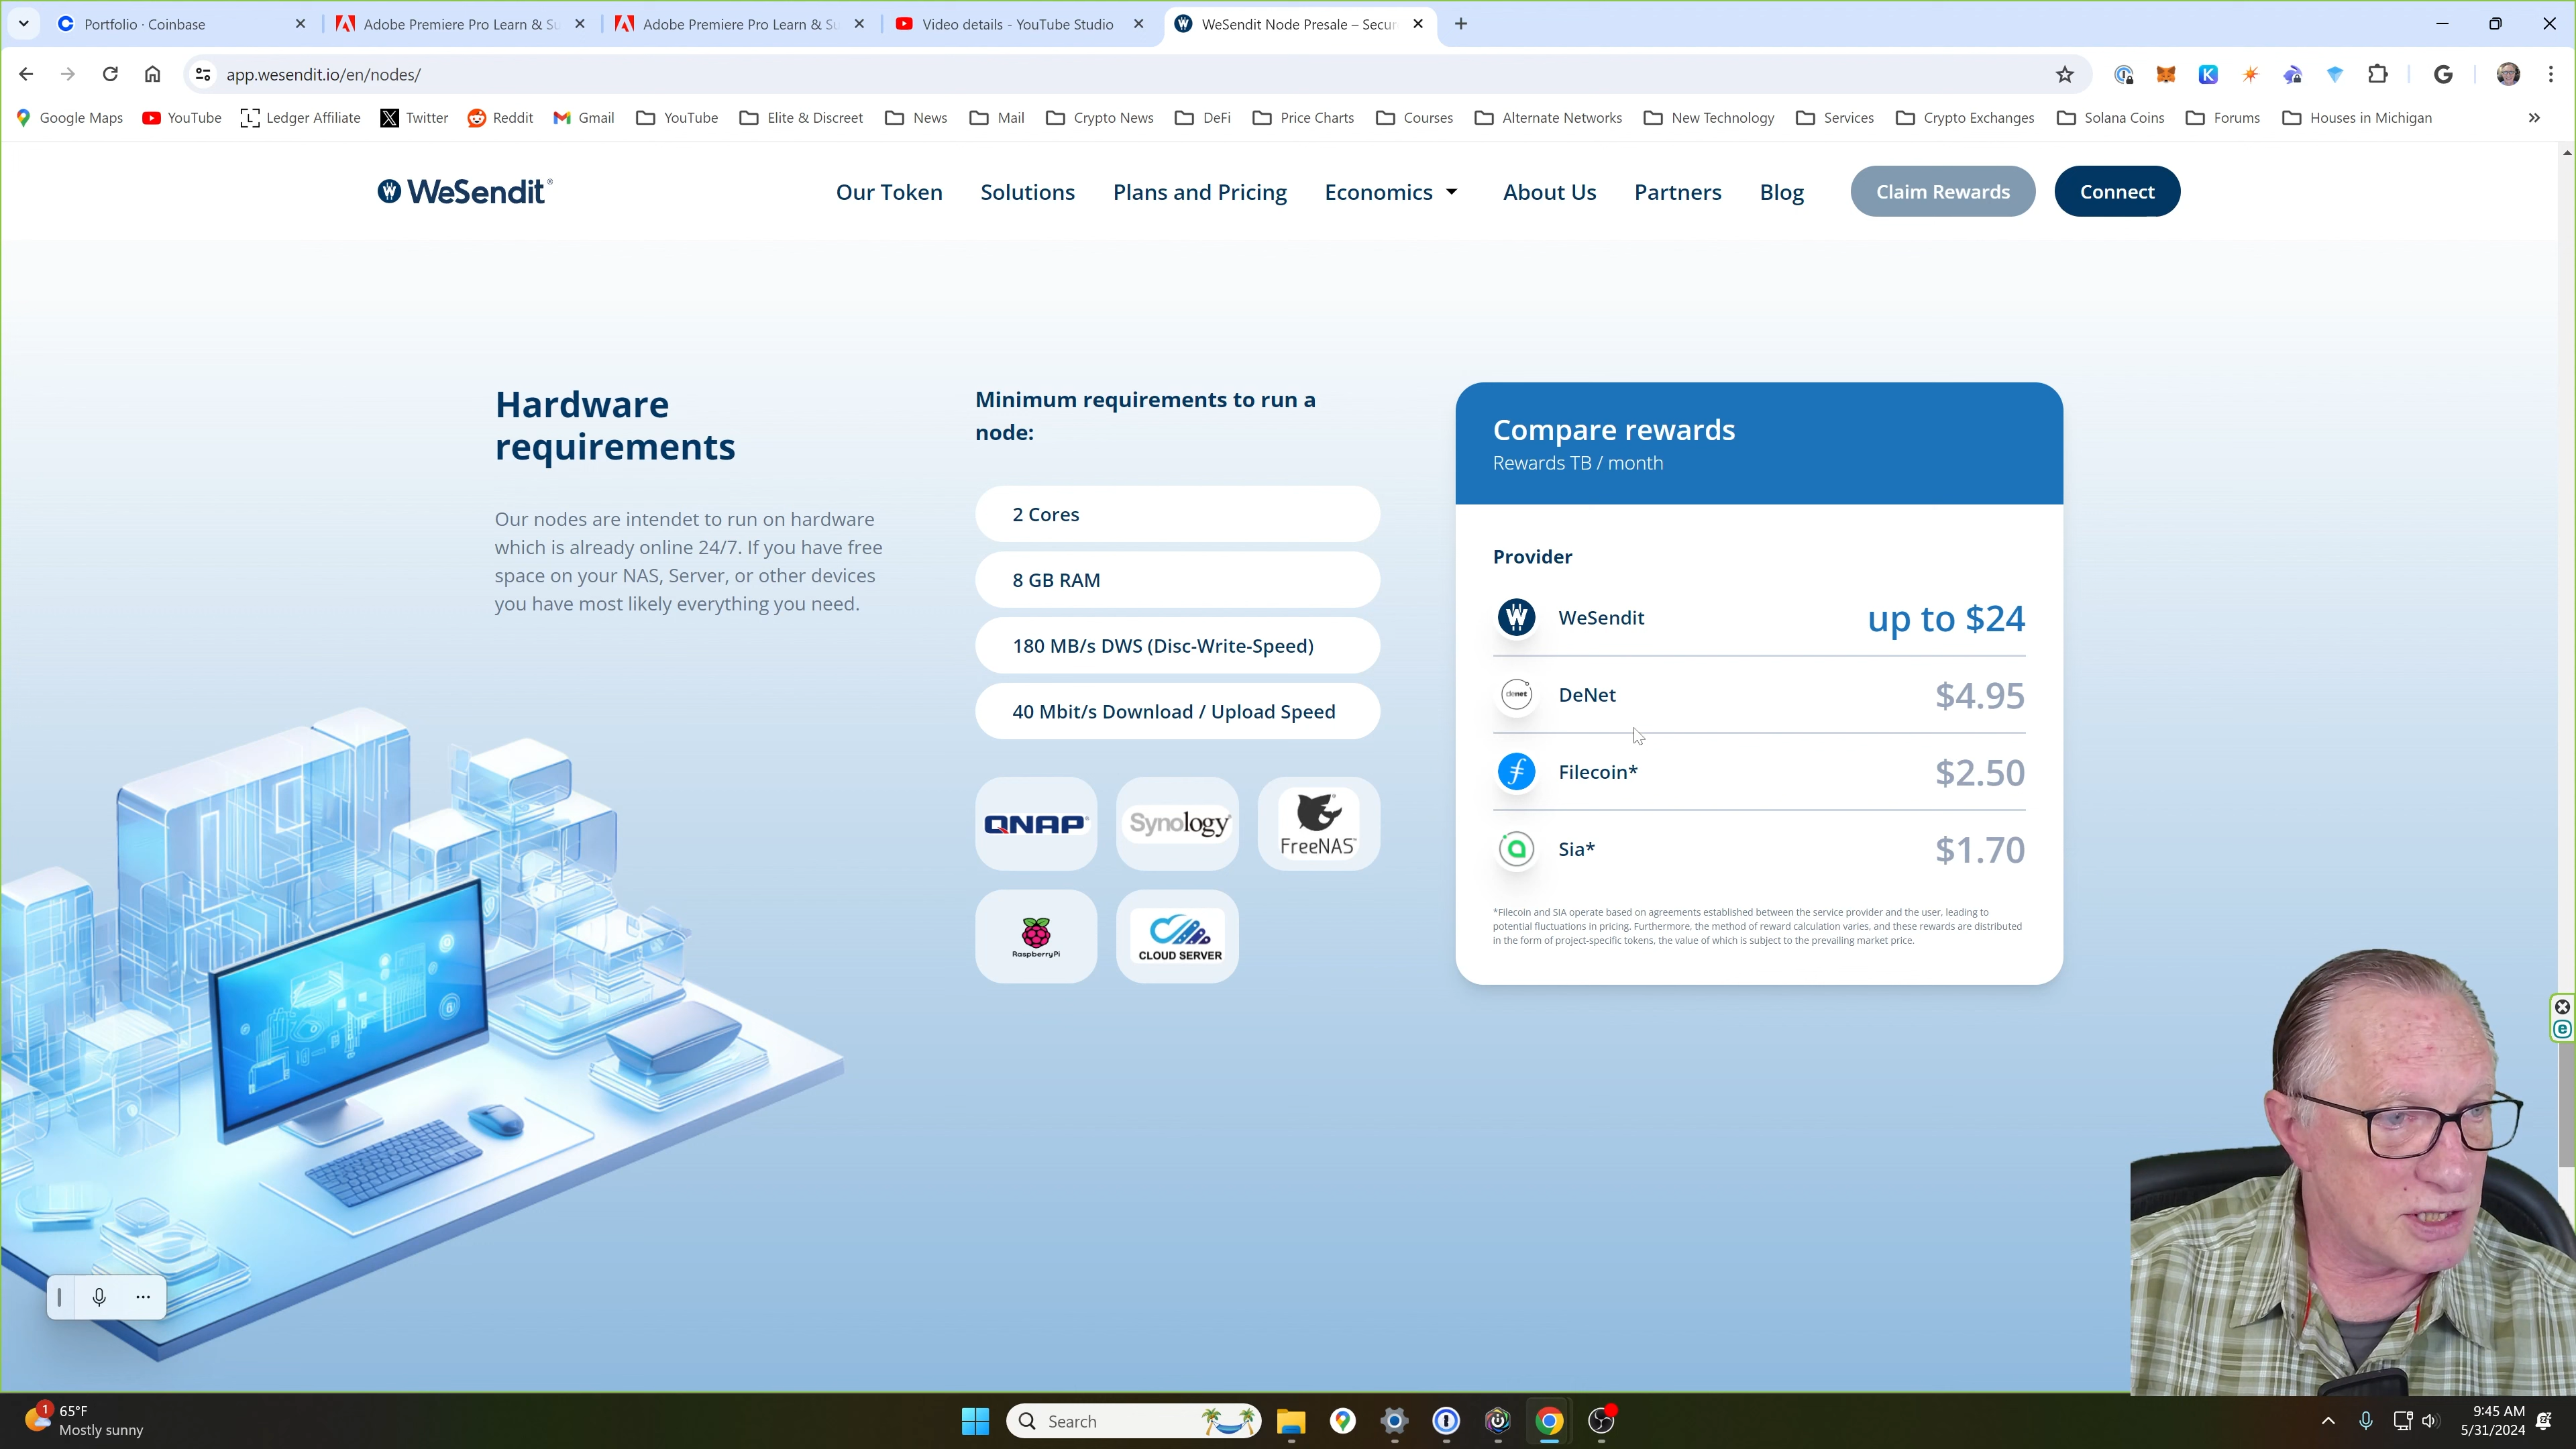 Portfolio · Coinbase
Adobe Premiere Pro Learn & Su
Adobe Premiere Pro Learn & Su
Video details - YouTube Studio
WeSendit Node Presale – Secur
app.wesendit.io/en/nodes/
Google Maps
YouTube
Ledger Affiliate
Twitter
Reddit
Gmail
YouTube
Elite & Discreet
News
Mail
Crypto News
DeFi
Price Charts
Courses
Alternate Networks
New Technology
Services
Crypto Exchanges
Solana Coins
Forums
Houses in Michigan
WeSendit®
Our Token
Solutions
Plans and Pricing
Economics
About Us
Partners
Blog
Claim Rewards
Connect
Hardware
requirements
Our nodes are intendet to run on hardware
which is already online 24/7. If you have free
space on your NAS, Server, or other devices
you have most likely everything you need.
Minimum requirements to run a
node:
2 Cores
8 GB RAM
180 MB/s DWS (Disc-Write-Speed)
40 Mbit/s Download / Upload Speed
QNAP
Synology
FreeNAS
RaspberryPi
CLOUD SERVER
Compare rewards
Rewards TB / month
Provider
WeSendit up to $24
denet
DeNet $4.95
Filecoin* $2.50
Sia* $1.70
*Filecoin and SIA operate based on agreements established between the service provider and the user, leading to
potential fluctuations in pricing. Furthermore, the method of reward calculation varies, and these rewards are distributed
in the form of project-specific tokens, the value of which is subject to the prevailing market price.
1
65°F
Mostly sunny
Search
9:45 AM
5/31/2024